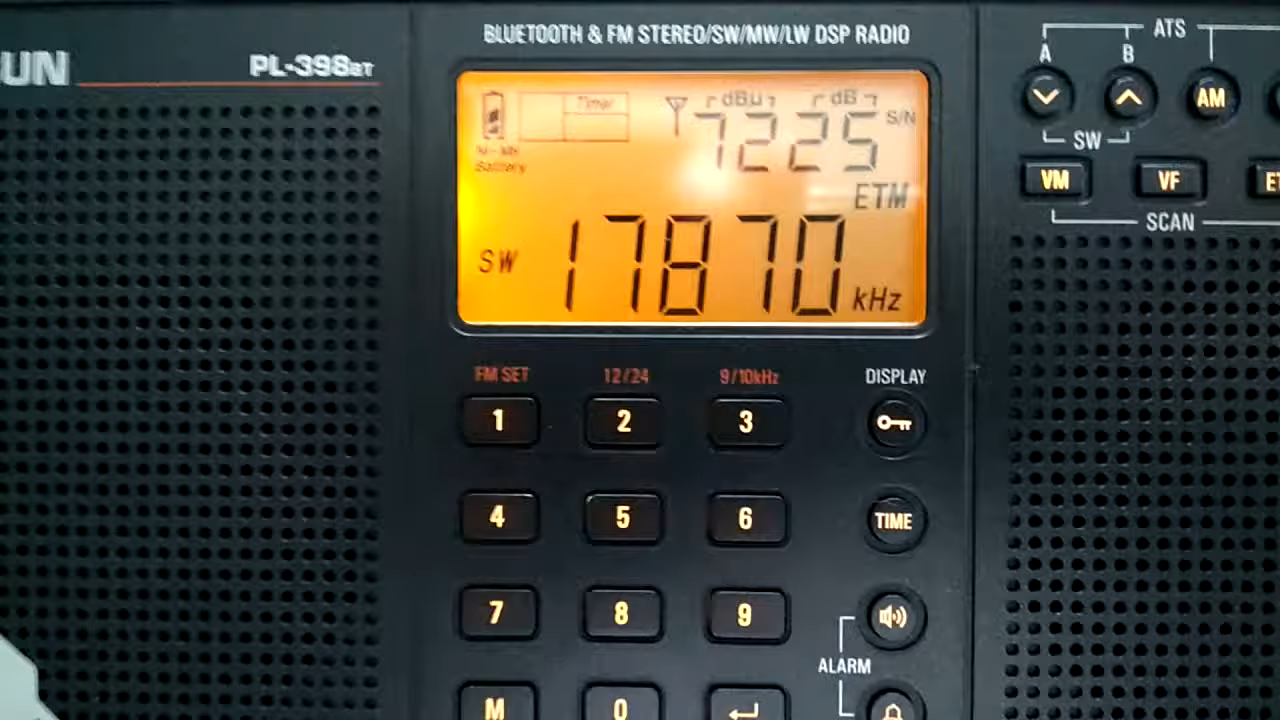 UN
PL-398BT
BLUETOOTH & FM STEREO/SW/MW/LW DSP RADIO
Timer
dBµ
dB
7225
S/N
Ni-MH
Battery
ETM
SW
17870
kHz
ATS
A
B
AM
SW
VM
VF
ET
SCAN
FM SET
12/24
9/10kHz
DISPLAY
1
2
3
4
5
6
TIME
7
8
9
ALARM
M
0